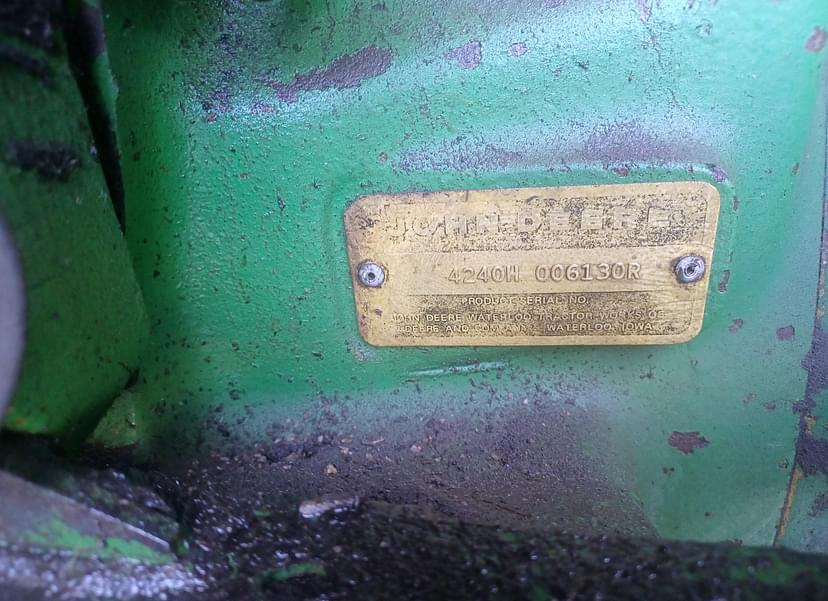 JOHN DEERE
4240H 006130R
PRODUCT SERIAL NO.
JOHN DEERE WATERLOO TRACTOR WORKS OF
DEERE AND COMPANY WATERLOO, IOWA